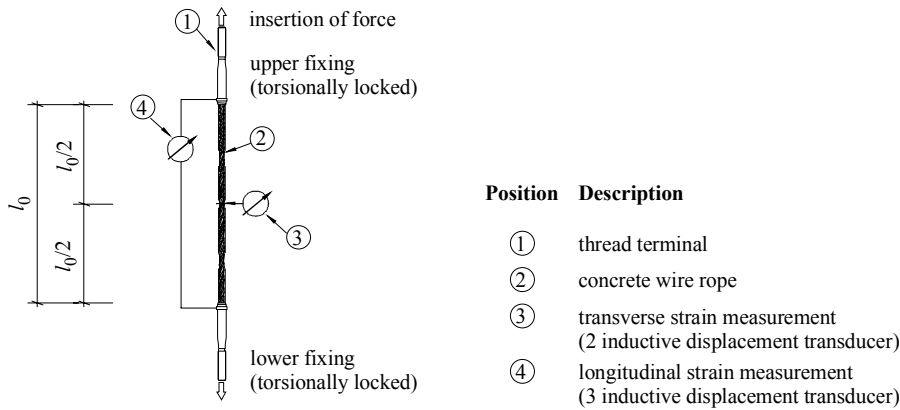 1
insertion of force
upper fixing
(torsionally locked)
4
2
l0
l0/2
l0/2
3
lower fixing
(torsionally locked)
Position Description
1 thread terminal
2 concrete wire rope
3 transverse strain measurement
(2 inductive displacement transducer)
4 longitudinal strain measurement
(3 inductive displacement transducer)